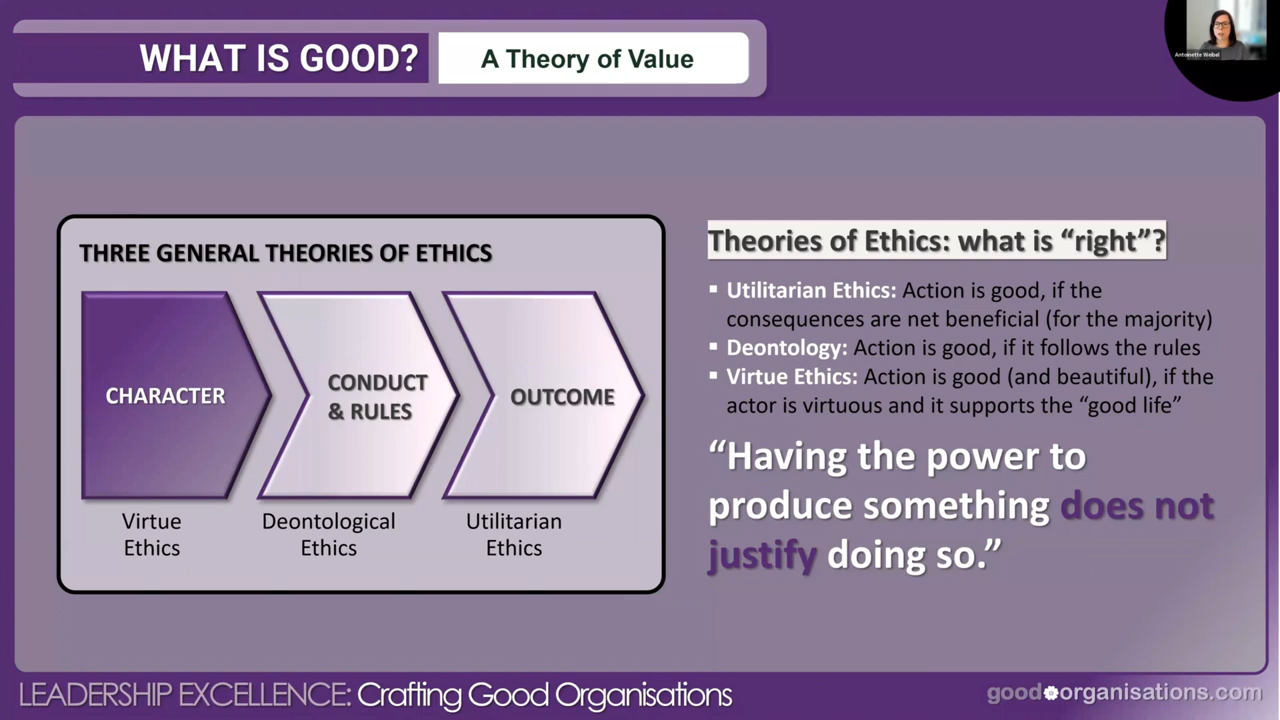 WHAT IS GOOD?
A Theory of Value
Antoinette Weibel
THREE GENERAL THEORIES OF ETHICS
CHARACTER
CONDUCT
& RULES
OUTCOME
Virtue
Ethics
Deontological
Ethics
Utilitarian
Ethics
Theories of Ethics: what is “right”?
▪ Utilitarian Ethics: Action is good, if the
consequences are net beneficial (for the majority)
▪ Deontology: Action is good, if it follows the rules
▪ Virtue Ethics: Action is good (and beautiful), if the
actor is virtuous and it supports the “good life”
“Having the power to
produce something does not
justify doing so.”
LEADERSHIP EXCELLENCE: Crafting Good Organisations
good organisations.com